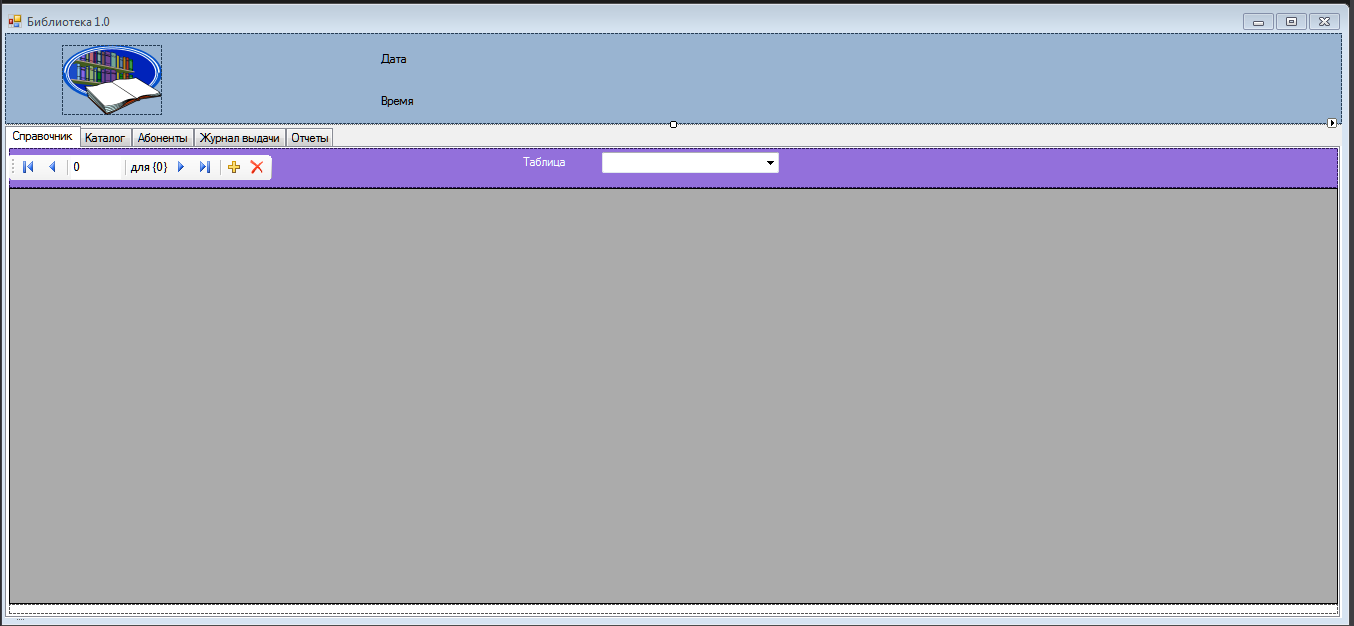 Библиотека 1.0
Дата
Время
Справочник Каталог Абоненты Журнал выдачи Отчеты
0 для {0} Таблица